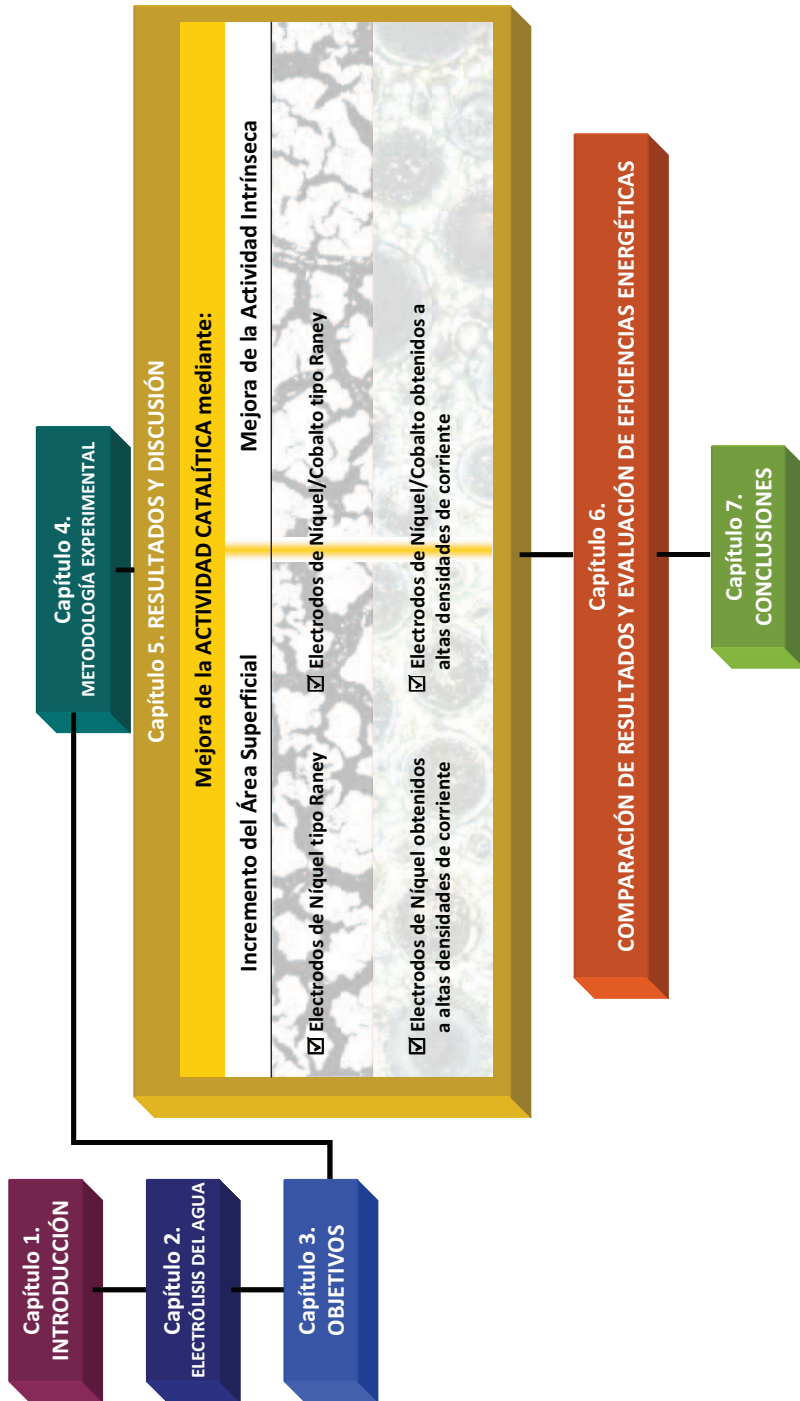 Capítulo 1.
INTRODUCCIÓN
Capítulo 2.
ELECTRÓLISIS DEL AGUA
Capítulo 3.
OBJETIVOS
Capítulo 4.
METODOLOGÍA EXPERIMENTAL
Capítulo 5. RESULTADOS Y DISCUSIÓN
Mejora de la ACTIVIDAD CATALÍTICA mediante:
Incremento del Área Superficial
Mejora de la Actividad Intrínseca
☑ Electrodos de Níquel tipo Raney
☑ Electrodos de Níquel/Cobalto tipo Raney
☑ Electrodos de Níquel obtenidos
a altas densidades de corriente
☑ Electrodos de Níquel/Cobalto obtenidos a
altas densidades de corriente
Capítulo 6.
COMPARACIÓN DE RESULTADOS Y EVALUACIÓN DE EFICIENCIAS ENERGÉTICAS
Capítulo 7.
CONCLUSIONES